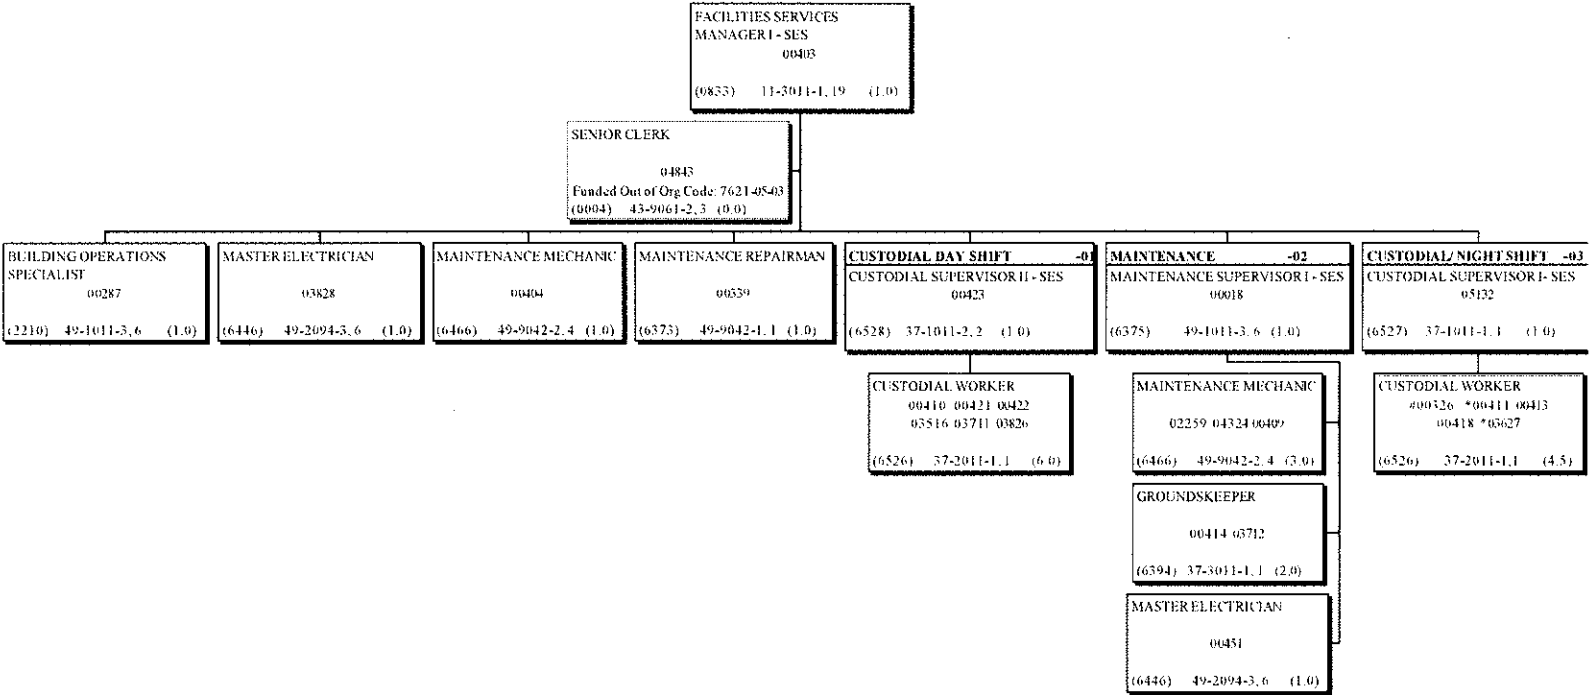 FACILITIES SERVICES
MANAGER I - SES
00403
(0833) 11-3011-1, 19 (1.0)
SENIOR CLERK
04843
Funded Out of Org Code: 7621-05-03
(0004) 43-9061-2, 3 (0.0)
BUILDING OPERATIONS
SPECIALIST
00287
(2210) 49-1011-3, 6 (1.0)
MASTER ELECTRICIAN
03828
(6446) 49-2094-3, 6 (1.0)
MAINTENANCE MECHANIC
00404
(6466) 49-9042-2, 4 (1.0)
MAINTENANCE REPAIRMAN
00339
(6373) 49-9042-1, 1 (1.0)
CUSTODIAL DAY SHIFT -01
CUSTODIAL SUPERVISOR II - SES
00423
(6528) 37-1011-2, 2 (1.0)
MAINTENANCE -02
MAINTENANCE SUPERVISOR I - SES
00018
(6375) 49-1011-3, 6 (1.0)
CUSTODIAL/ NIGHT SHIFT -03
CUSTODIAL SUPERVISOR I - SES
05132
(6527) 37-1011-1, 1 (1.0)
CUSTODIAL WORKER
00410 00421 00422
03516 03711 03826
(6526) 37-2011-1, 1 (6.0)
MAINTENANCE MECHANIC
02259 04324 00409
(6466) 49-9042-2, 4 (3.0)
GROUNDSKEEPER
00414 03712
(6394) 37-3011-1, 1 (2.0)
MASTER ELECTRICIAN
00451
(6446) 49-2094-3, 6 (1.0)
CUSTODIAL WORKER
#00326 *00411 00413
00418 *03627
(6526) 37-2011-1,1 (4.5)